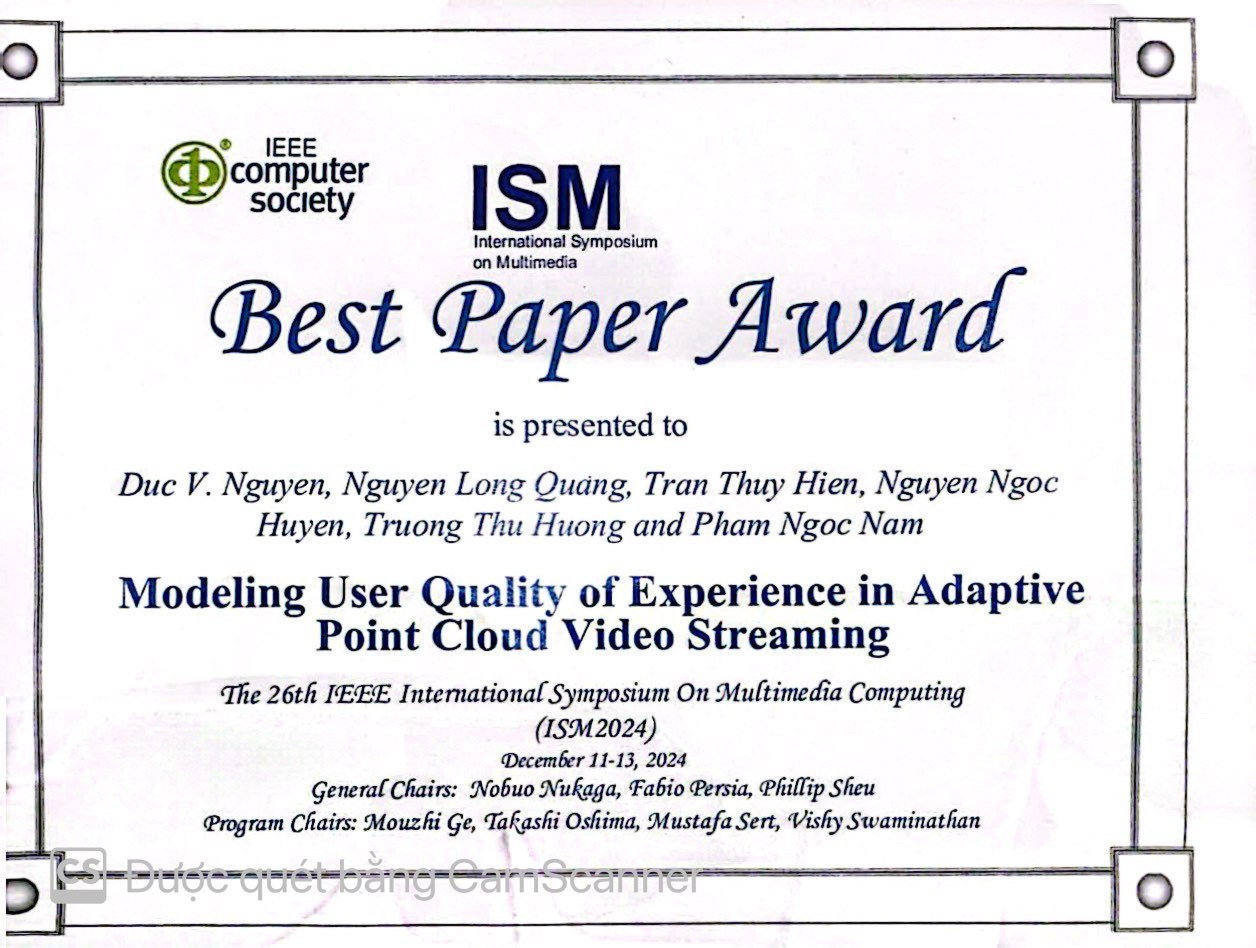 IEEE
computer
society
ISM
International Symposium
on Multimedia
Best Paper Award
is presented to
Duc V. Nguyen, Nguyen Long Quang, Tran Thuy Hien, Nguyen Ngoc
Huyen, Truong Thu Huong and Pham Ngoc Nam
Modeling User Quality of Experience in Adaptive
Point Cloud Video Streaming
The 26th IEEE International Symposium On Multimedia Computing
(ISM2024)
December 11-13, 2024
General Chairs: Nobuo Nukaga, Fabio Persia, Phillip Sheu
Program Chairs: Mouzhi Ge, Takashi Oshima, Mustafa Sert, Vishy Swaminathan
CS Được quét bằng CamScanner